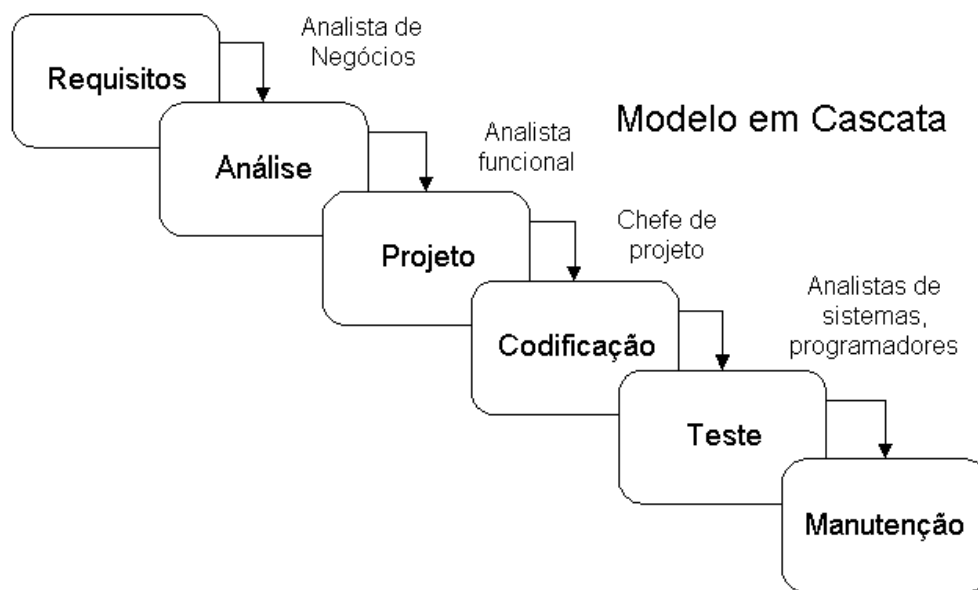 Requisitos
Analista de
Negócios
Análise
Analista
funcional
Modelo em Cascata
Projeto
Chefe de
projeto
Codificação
Analistas de
sistemas,
programadores
Teste
Manutenção